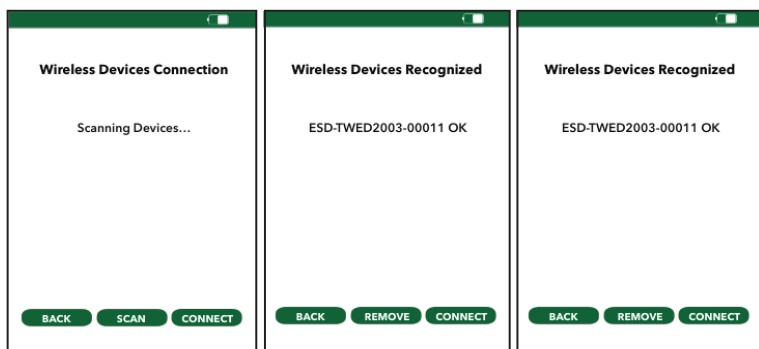 Wireless Devices Connection
Scanning Devices...
BACK SCAN CONNECT
Wireless Devices Recognized
ESD-TWED2003-00011 OK
BACK REMOVE CONNECT
Wireless Devices Recognized
ESD-TWED2003-00011 OK
BACK REMOVE CONNECT